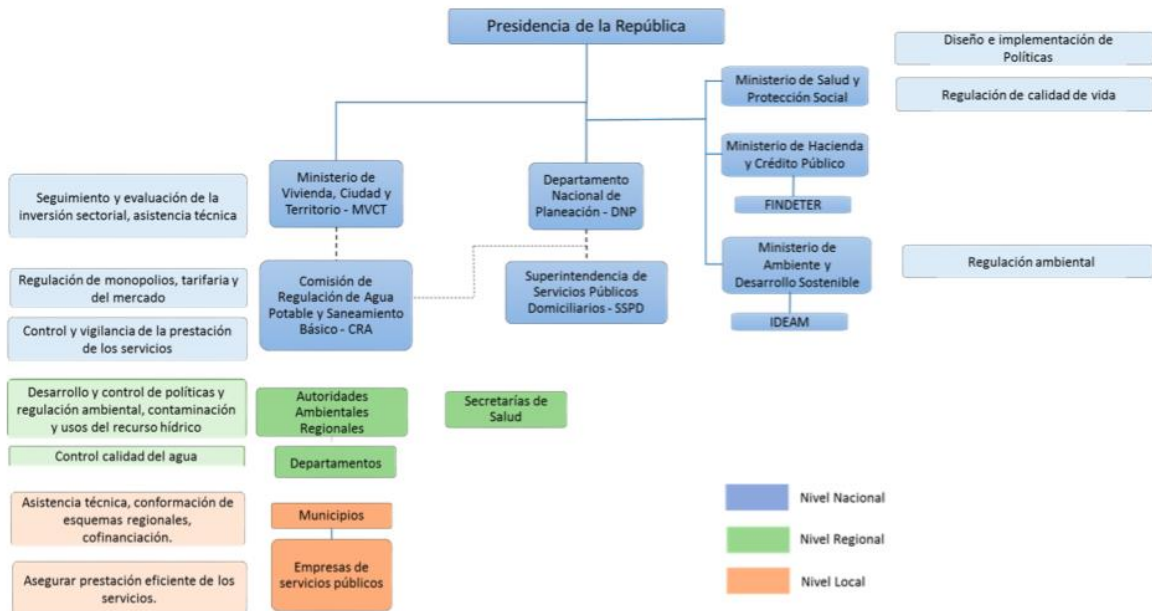 Presidencia de la República
Diseño e implementación de
Políticas
Ministerio de Salud y
Protección Social
Regulación de calidad de vida
Ministerio de Hacienda
y Crédito Público
FINDETER
Seguimiento y evaluación de la
inversión sectorial, asistencia técnica
Ministerio de
Vivienda, Ciudad y
Territorio - MVCT
Departamento
Nacional de
Planeación - DNP
Ministerio de
Ambiente y
Desarrollo Sostenible
Regulación ambiental
IDEAM
Regulación de monopolios, tarifaria y
del mercado
Control y vigilancia de la prestación
de los servicios
Comisión de
Regulación de Agua
Potable y Saneamiento
Básico - CRA
Superintendencia de
Servicios Públicos
Domiciliarios - SSPD
Desarrollo y control de políticas y
regulación ambiental, contaminación
y usos del recurso hídrico
Autoridades
Ambientales
Regionales
Secretarías de
Salud
Control calidad del agua
Departamentos
Asistencia técnica, conformación de
esquemas regionales,
cofinanciación.
Municipios
Asegurar prestación eficiente de los
servicios.
Empresas de
servicios públicos
Nivel Nacional
Nivel Regional
Nivel Local